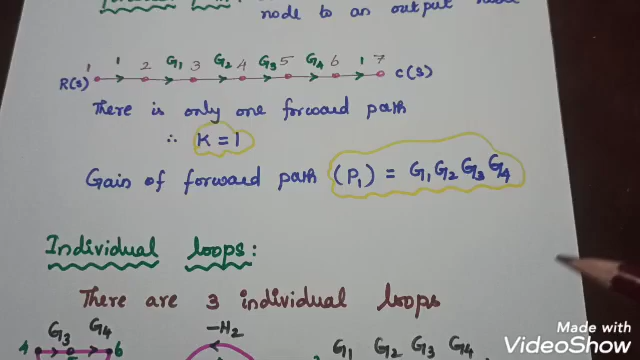 node to an output node
1 1 2 G1 3 G2 4 G3 5 G4 6 1 7
R(s) C(s)
There is only one forward path
∴ K = 1
Gain of forward path (P1) = G1 G2 G3 G4
Individual loops:
There are 3 individual loops
G3 G4 -H2
4 6 G1 G2 G3 G4
Made with
VideoShow